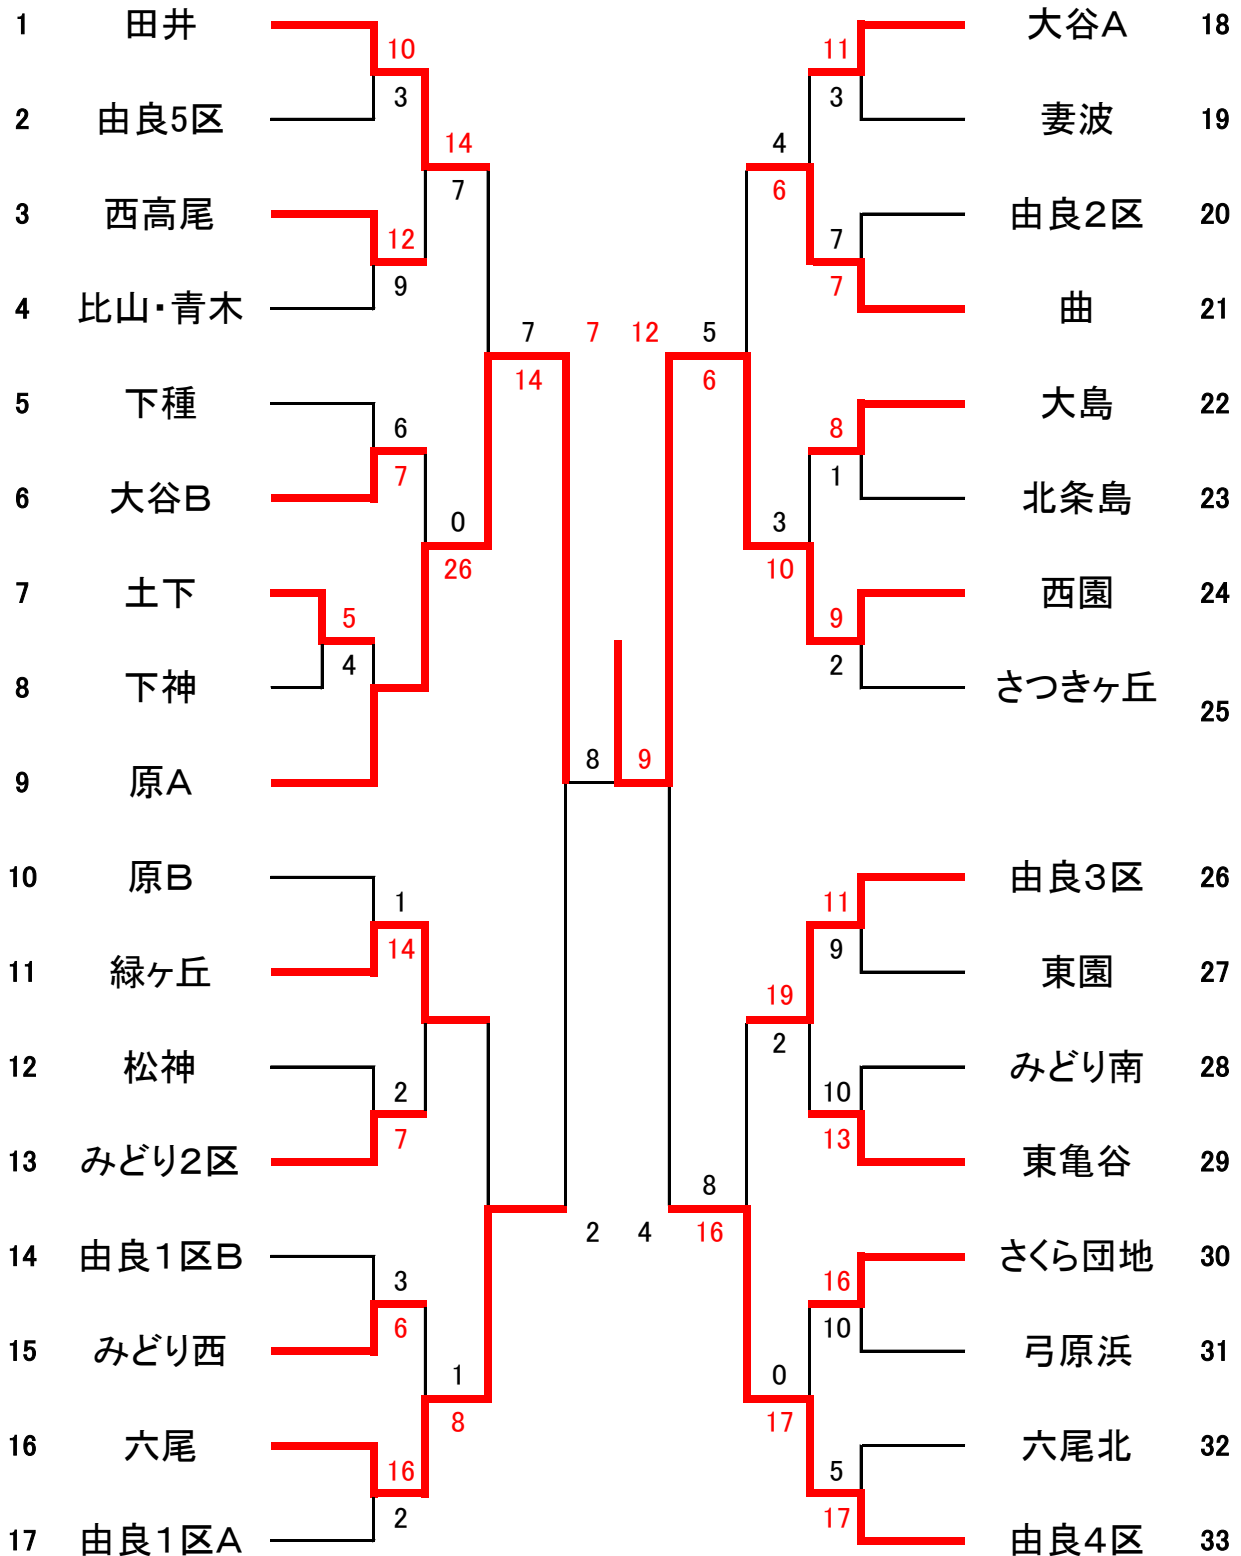 1 田井 大谷A 18
10 11
3 3
2 由良5区 妻波 19
14 4
7 6
3 西高尾 由良2区 20
12 7
9 7
4 比山・青木 曲 21
7 7 12 5
14 6
5 下種 大島 22
6 8
7 1
6 大谷B 北条島 23
0 3
26 10
7 土下 西園 24
5 9
4 2
8 下神 さつきヶ丘 25
8 9
9 原A
10 原B 由良3区 26
1 11
14 9
11 緑ヶ丘 東園 27
19
2
12 松神 みどり南 28
2 10
7 13
13 みどり2区 東亀谷 29
8
2 4 16
14 由良1区B さくら団地 30
3 16
6 10
15 みどり西 弓原浜 31
1 0
8 17
16 六尾 六尾北 32
16 5
2 17
17 由良1区A 由良4区 33